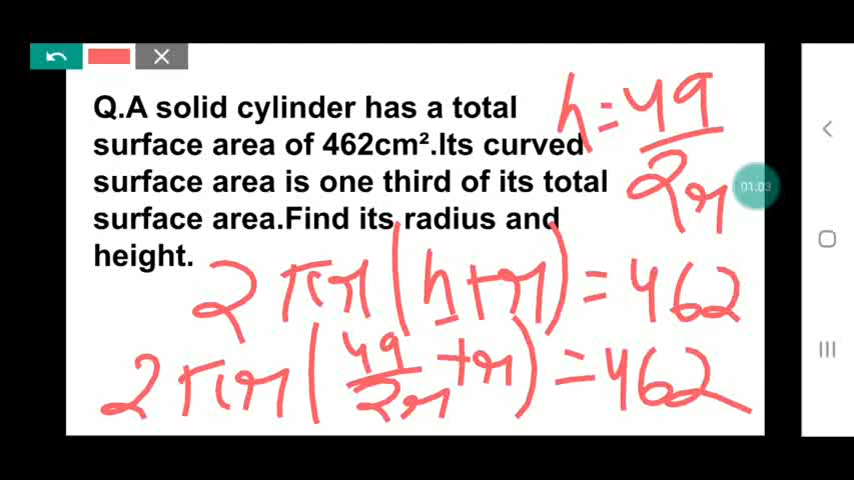 Q.A solid cylinder has a total
surface area of 462cm².Its curved
surface area is one third of its total
surface area.Find its radius and
height.
h = 49/2r
01:03
2πr(h+r) = 462
2πr(49/2r+r) = 462